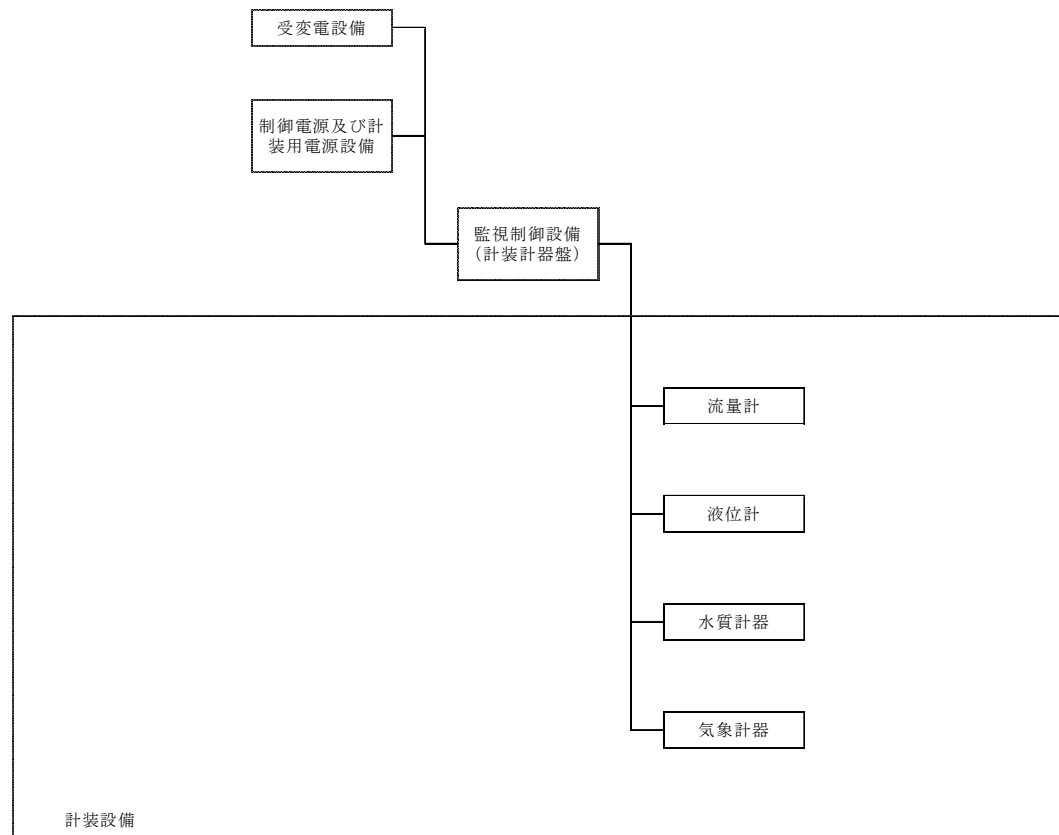 受変電設備
制御電源及び計
装用電源設備
監視制御設備
(計装計器盤)
流量計
液位計
水質計器
気象計器
計装設備